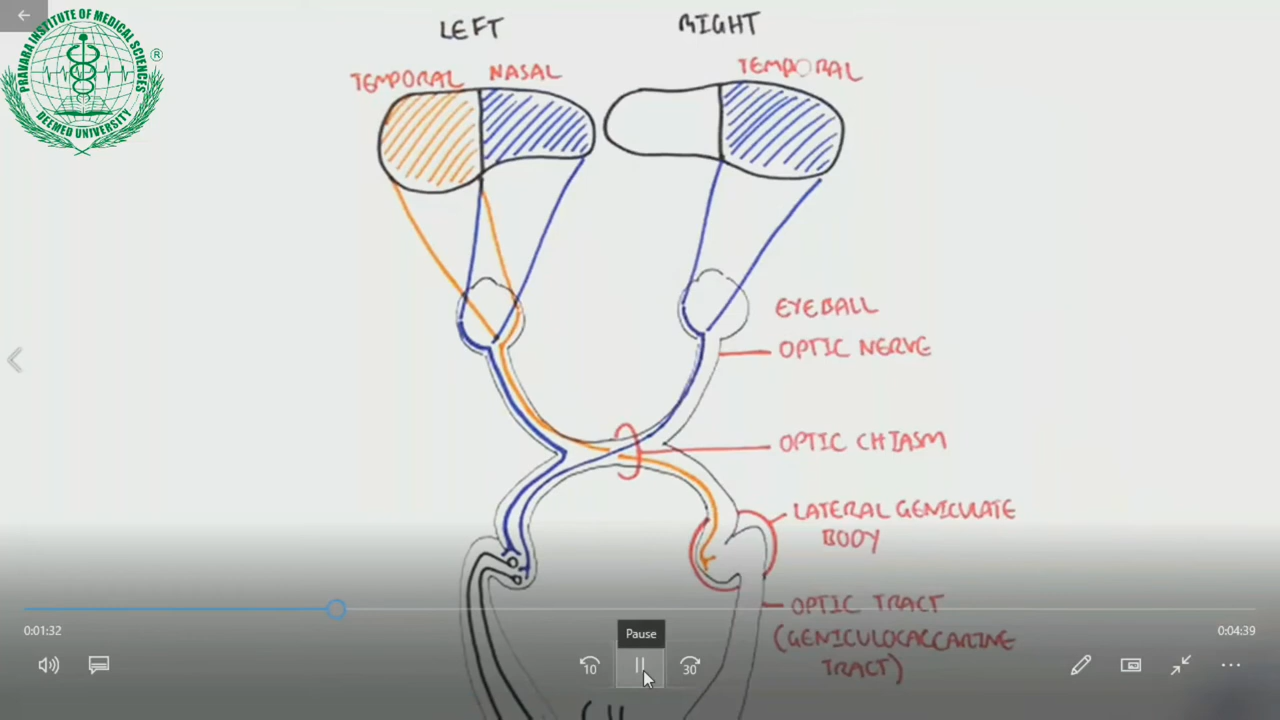 PRAVARA INSTITUTE OF MEDICAL SCIENCES
DEEMED UNIVERSITY
®
LEFT
RIGHT
TEMPORAL
NASAL
TEMPORAL
EYEBALL
OPTIC NERVE
OPTIC CHIASM
LATERAL GENICULATE
BODY
OPTIC TRACT
(GENICULOCALCARINE
TRACT)
0:01:32
Pause
0:04:39
10
30